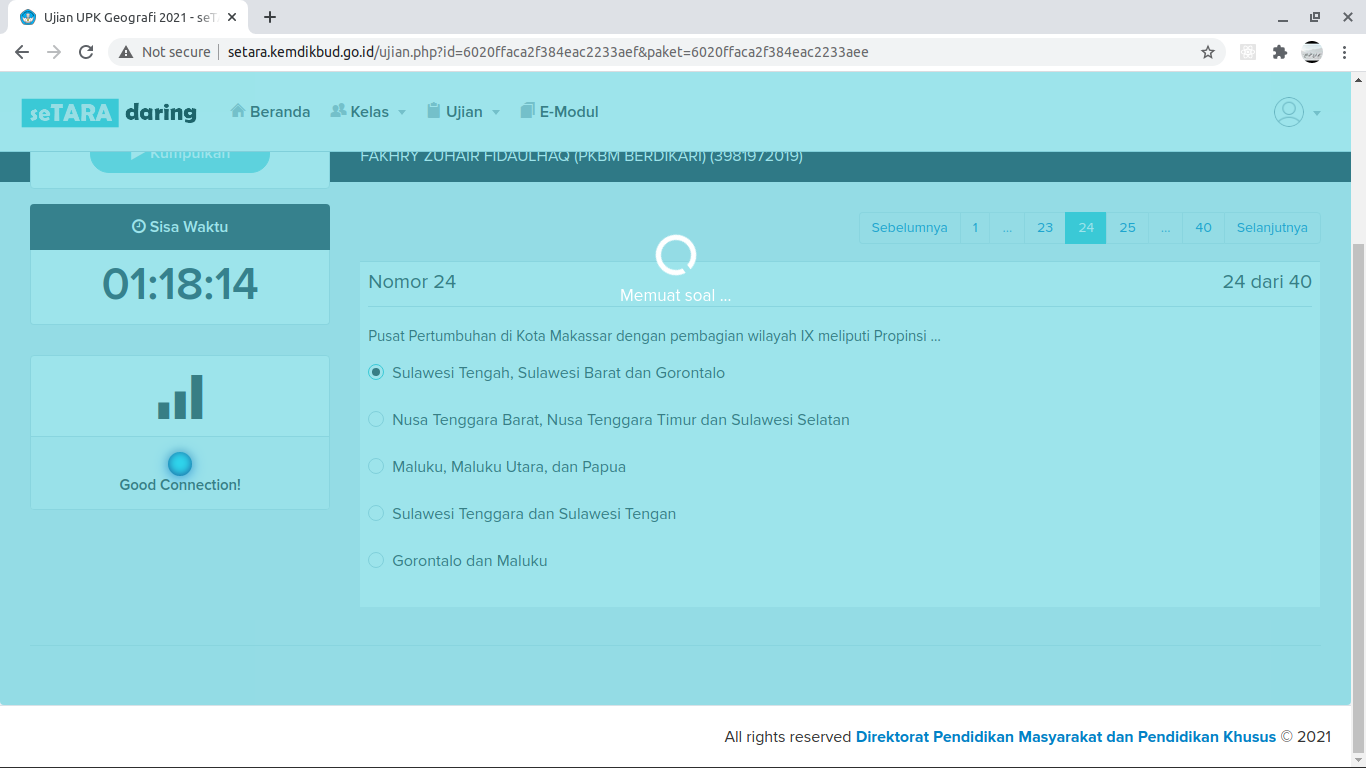 Ujian UPK Geografi 2021 - seT
Not secure
setara.kemdikbud.go.id/ujian.php?id=6020ffaca2f384eac2233aef&paket=6020ffaca2f384eac2233aee
seTARA daring
Beranda
Kelas
Ujian
E-Modul
Kumpulkan
FAKHRY ZUHAIR FIDAULHAQ (PKBM BERDIKARI) (3981972019)
Sisa Waktu
01:18:14
Good Connection!
Sebelumnya 1 ... 23 24 25 ... 40 Selanjutnya
Nomor 24
24 dari 40
Memuat soal ...
Pusat Pertumbuhan di Kota Makassar dengan pembagian wilayah IX meliputi Propinsi ...
Sulawesi Tengah, Sulawesi Barat dan Gorontalo
Nusa Tenggara Barat, Nusa Tenggara Timur dan Sulawesi Selatan
Maluku, Maluku Utara, dan Papua
Sulawesi Tenggara dan Sulawesi Tengan
Gorontalo dan Maluku
All rights reserved Direktorat Pendidikan Masyarakat dan Pendidikan Khusus © 2021